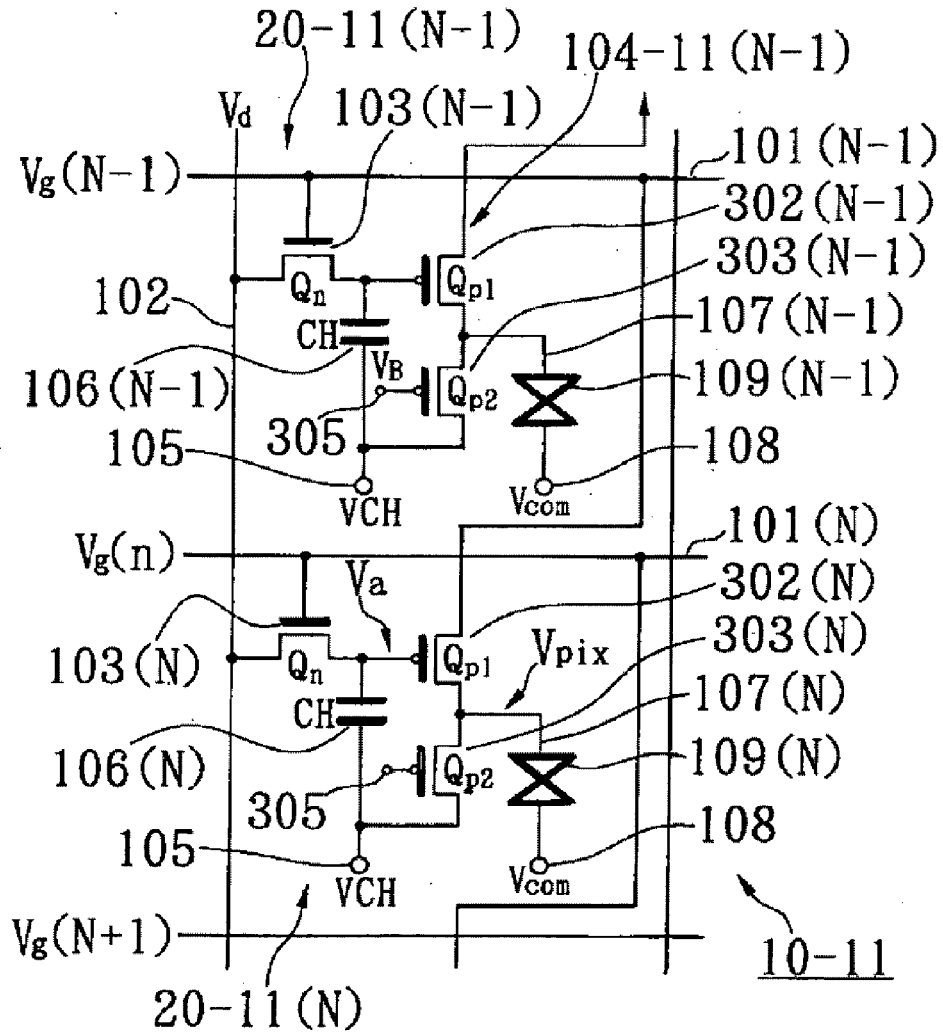 20-11(N-1)
104-11(N-1)
Vd
103(N-1)
101(N-1)
Vg(N-1)
302(N-1)
303(N-1)
102
Qn
Qp1
107(N-1)
CH
VB
106(N-1)
Qp2
109(N-1)
305
105
108
VCH
Vcom
101(N)
Vg(n)
Va
302(N)
303(N)
103(N)
Qn
Qp1
Vpix
107(N)
CH
106(N)
Qp2
109(N)
305
105
108
VCH
Vcom
Vg(N+1)
10-11
20-11(N)